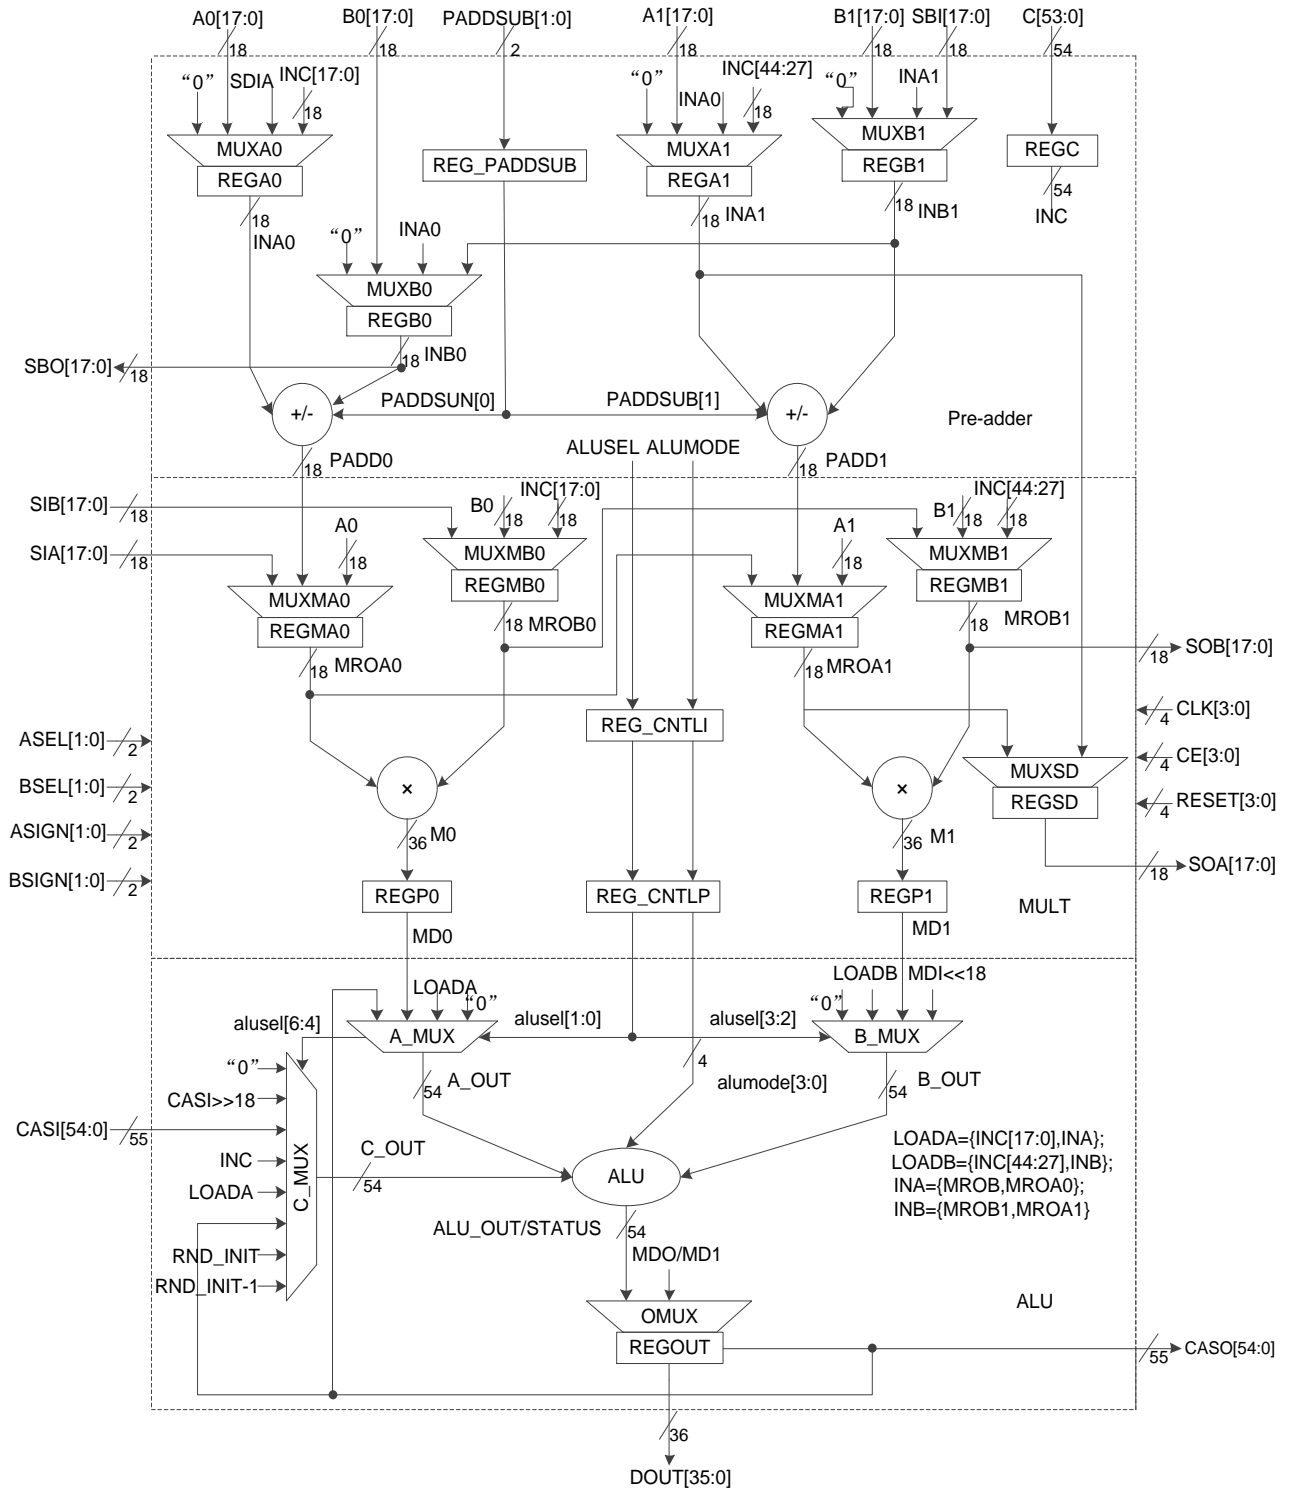 A0[17:0]
B0[17:0]
PADDSUB[1:0]
A1[17:0]
B1[17:0]
SBI[17:0]
C[53:0]
18
18
2
18
18
18
54
“0”
SDIA
INC[17:0]
18
“0”
INA0
INC[44:27]
18
“0”
INA1
MUXA0
REGA0
REG_PADDSUB
MUXA1
REGA1
MUXB1
REGB1
REGC
18
INA0
18
INA1
18
INB1
54
INC
“0”
INA0
MUXB0
REGB0
18
INB0
SBO[17:0]
18
+/-
PADDSUN[0]
PADDSUB[1]
+/-
Pre-adder
18
PADD0
ALUSEL
ALUMODE
18
PADD1
SIB[17:0]
18
B0
18
INC[17:0]
18
B1
18
INC[44:27]
18
SIA[17:0]
18
A0
18
MUXMB0
REGMB0
A1
18
MUXMB1
REGMB1
MUXMA0
REGMA0
18
MROB0
MUXMA1
REGMA1
18
MROB1
18
MROA0
18
MROA1
18
SOB[17:0]
REG_CNTLI
4
CLK[3:0]
ASEL[1:0]
2
4
CE[3:0]
BSEL[1:0]
2
×
×
MUXSD
REGSD
4
RESET[3:0]
ASIGN[1:0]
2
36
M0
36
M1
18
SOA[17:0]
BSIGN[1:0]
2
REGP0
REG_CNTLP
REGP1
MULT
MD0
MD1
LOADA
“0”
“0”
LOADB
MDI<<18
alusel[6:4]
A_MUX
alusel[1:0]
alusel[3:2]
B_MUX
“0”
54
A_OUT
4
alumode[3:0]
54
B_OUT
CASI>>18
CASI[54:0]
55
C_MUX
INC
LOADA
C_OUT
54
ALU
LOADA={INC[17:0],INA};
LOADB={INC[44:27],INB};
INA={MROB,MROA0};
INB={MROB1,MROA1}
ALU_OUT/STATUS
54
RND_INIT
MDO/MD1
RND_INIT-1
OMUX
REGOUT
ALU
55
CASO[54:0]
36
DOUT[35:0]